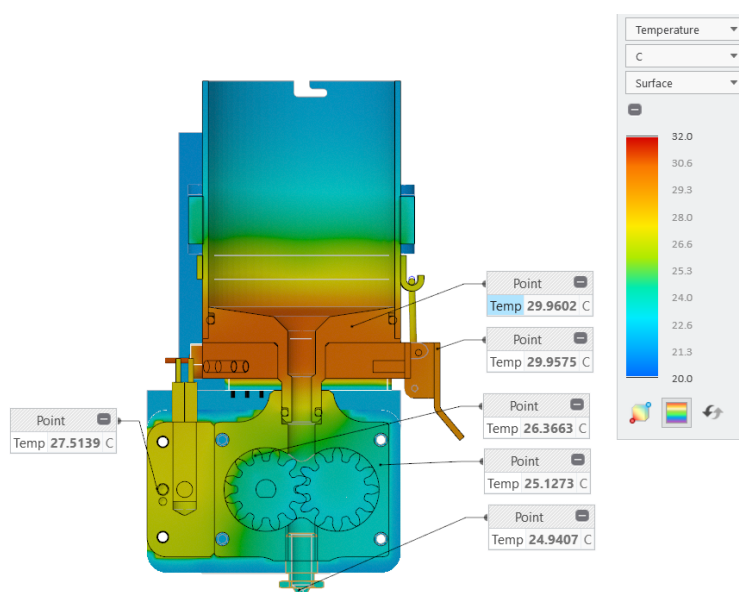 Temperature
C
Surface
32.0
30.6
29.3
28.0
26.6
25.3
24.0
22.6
21.3
20.0
Point
Temp 29.9602 C
Point
Temp 29.9575 C
Point
Temp 26.3663 C
Point
Temp 27.5139 C
Point
Temp 25.1273 C
Point
Temp 24.9407 C